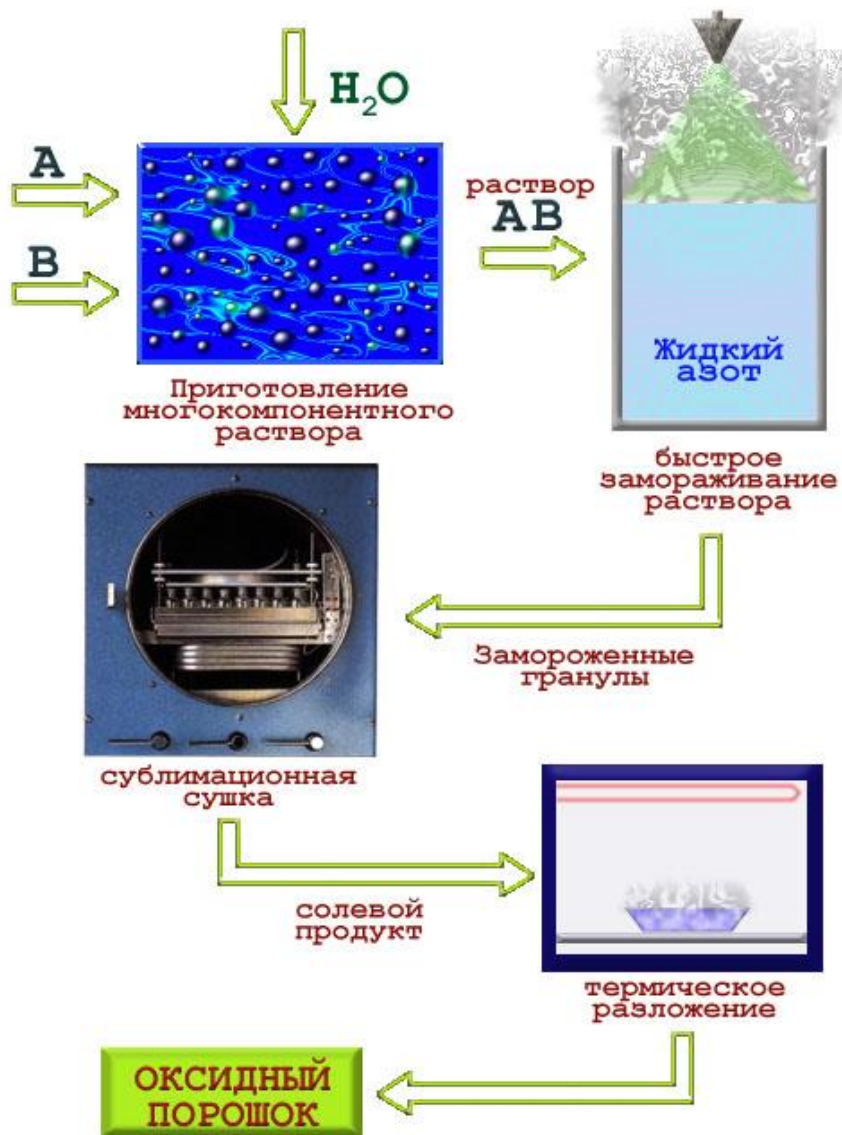 H₂O
A
B
раствор
AB
Жидкий
азот
Приготовление
многокомпонентного
раствора
быстрое
замораживание
раствора
Замороженные
гранулы
сублимационная
сушка
солевой
продукт
термическое
разложение
ОКСИДНЫЙ
ПОРОШОК